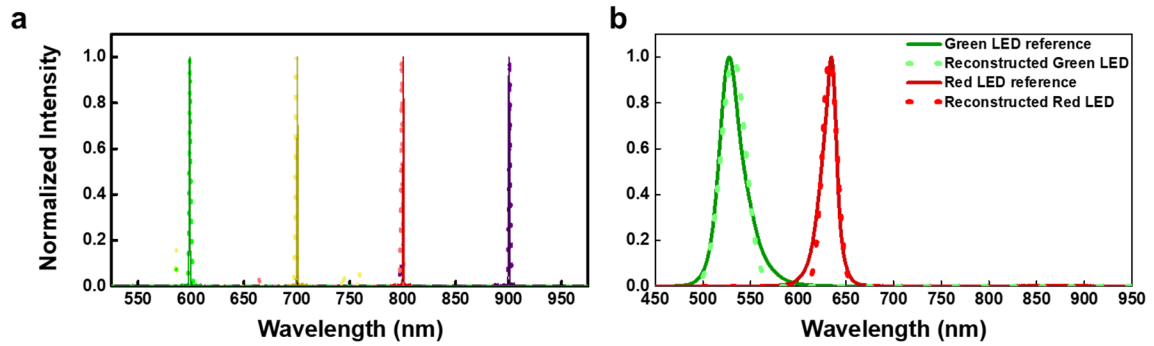 a
Normalized Intensity
1.0
0.8
0.6
0.4
0.2
0.0
550 600 650 700 750 800 850 900 950
Wavelength (nm)
b
1.0
0.8
0.6
0.4
0.2
0.0
Green LED reference
Reconstructed Green LED
Red LED reference
Reconstructed Red LED
450 500 550 600 650 700 750 800 850 900 950
Wavelength (nm)